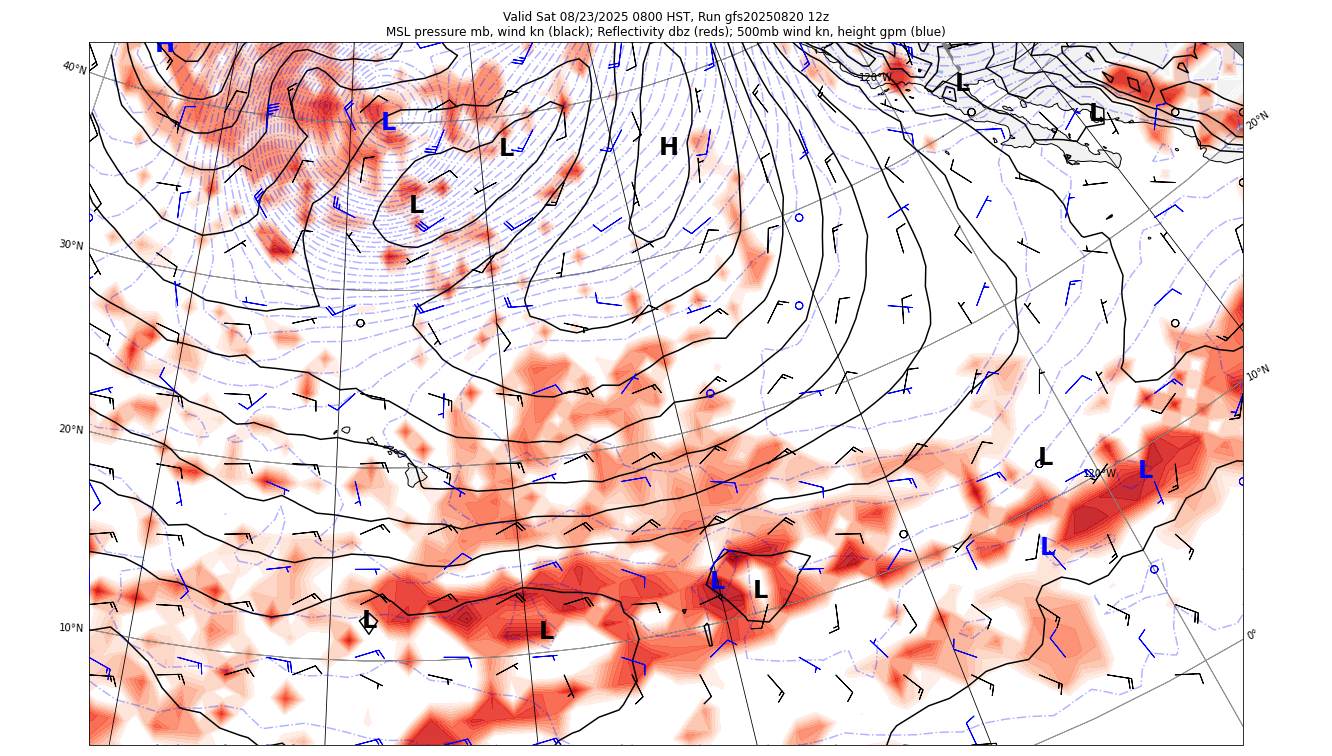 Valid Sat 08/23/2025 0800 HST, Run gfs20250820 12z
MSL pressure mb, wind kn (black); Reflectivity dbz (reds); 500mb wind kn, height gpm (blue)
H
40°N
120°W
L
L
20°N
L
L
H
L
30°N
10°N
20°N
L
120°W
L
L
L
L
10°N
L
L
0°